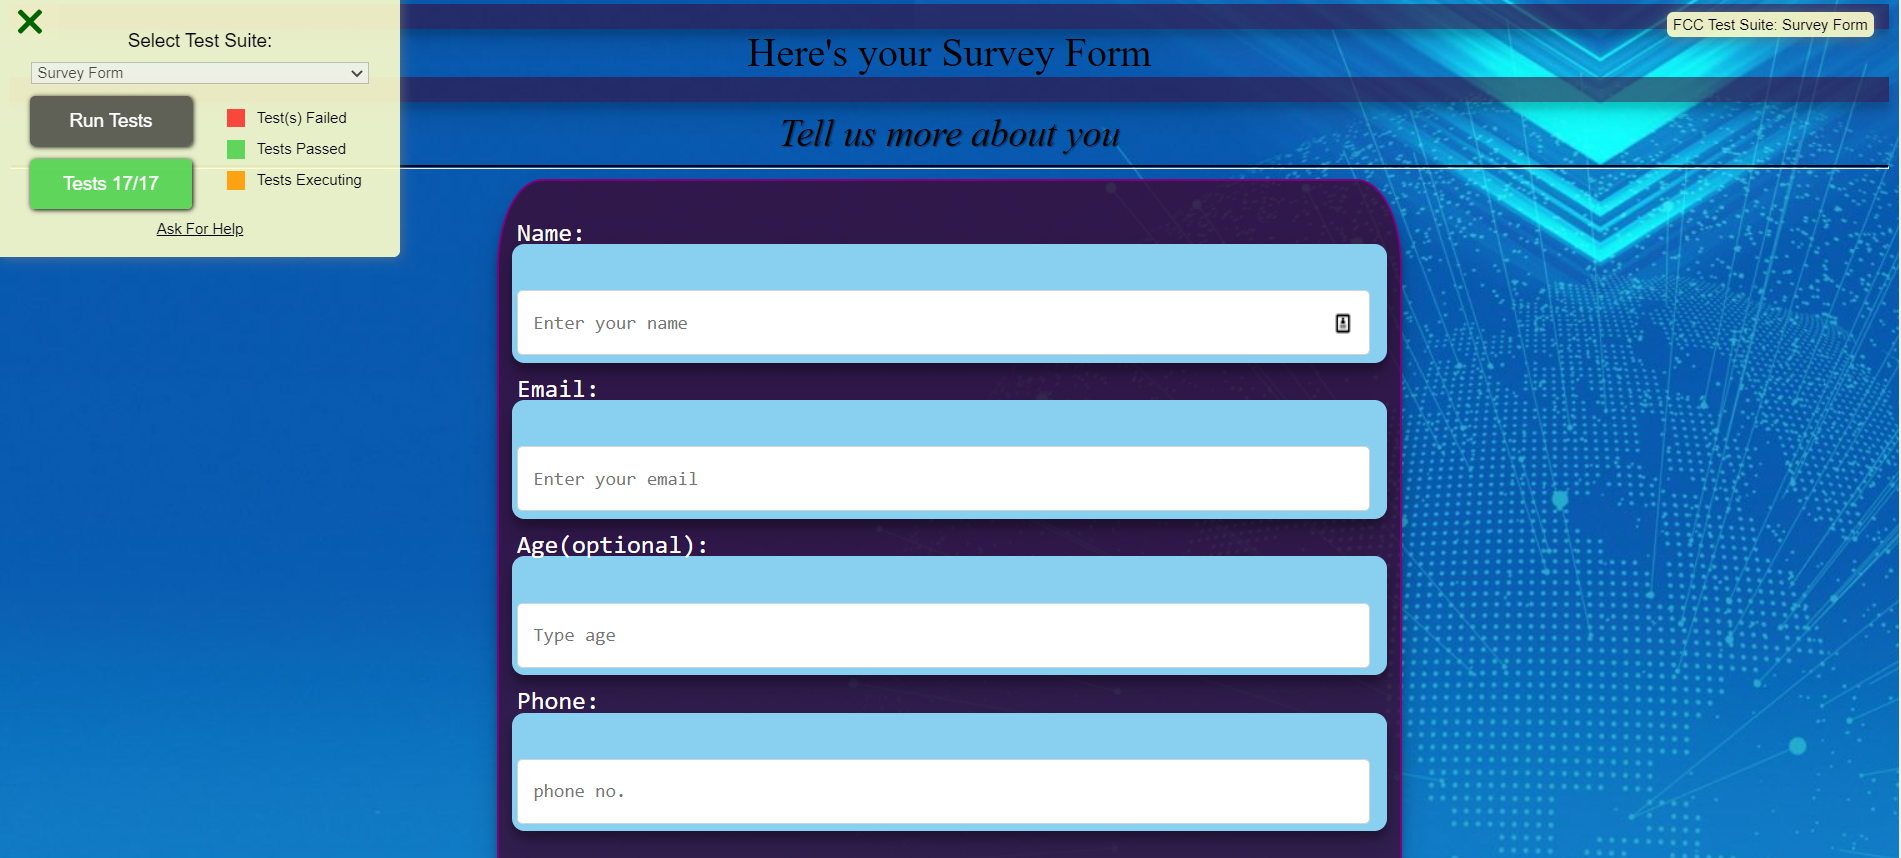 Select Test Suite:
Survey Form
Run Tests
Tests 17/17
Test(s) Failed
Tests Passed
Tests Executing
Ask For Help
FCC Test Suite: Survey Form
Here's your Survey Form
Tell us more about you
Name:
Enter your name
Email:
Enter your email
Age(optional):
Type age
Phone:
phone no.